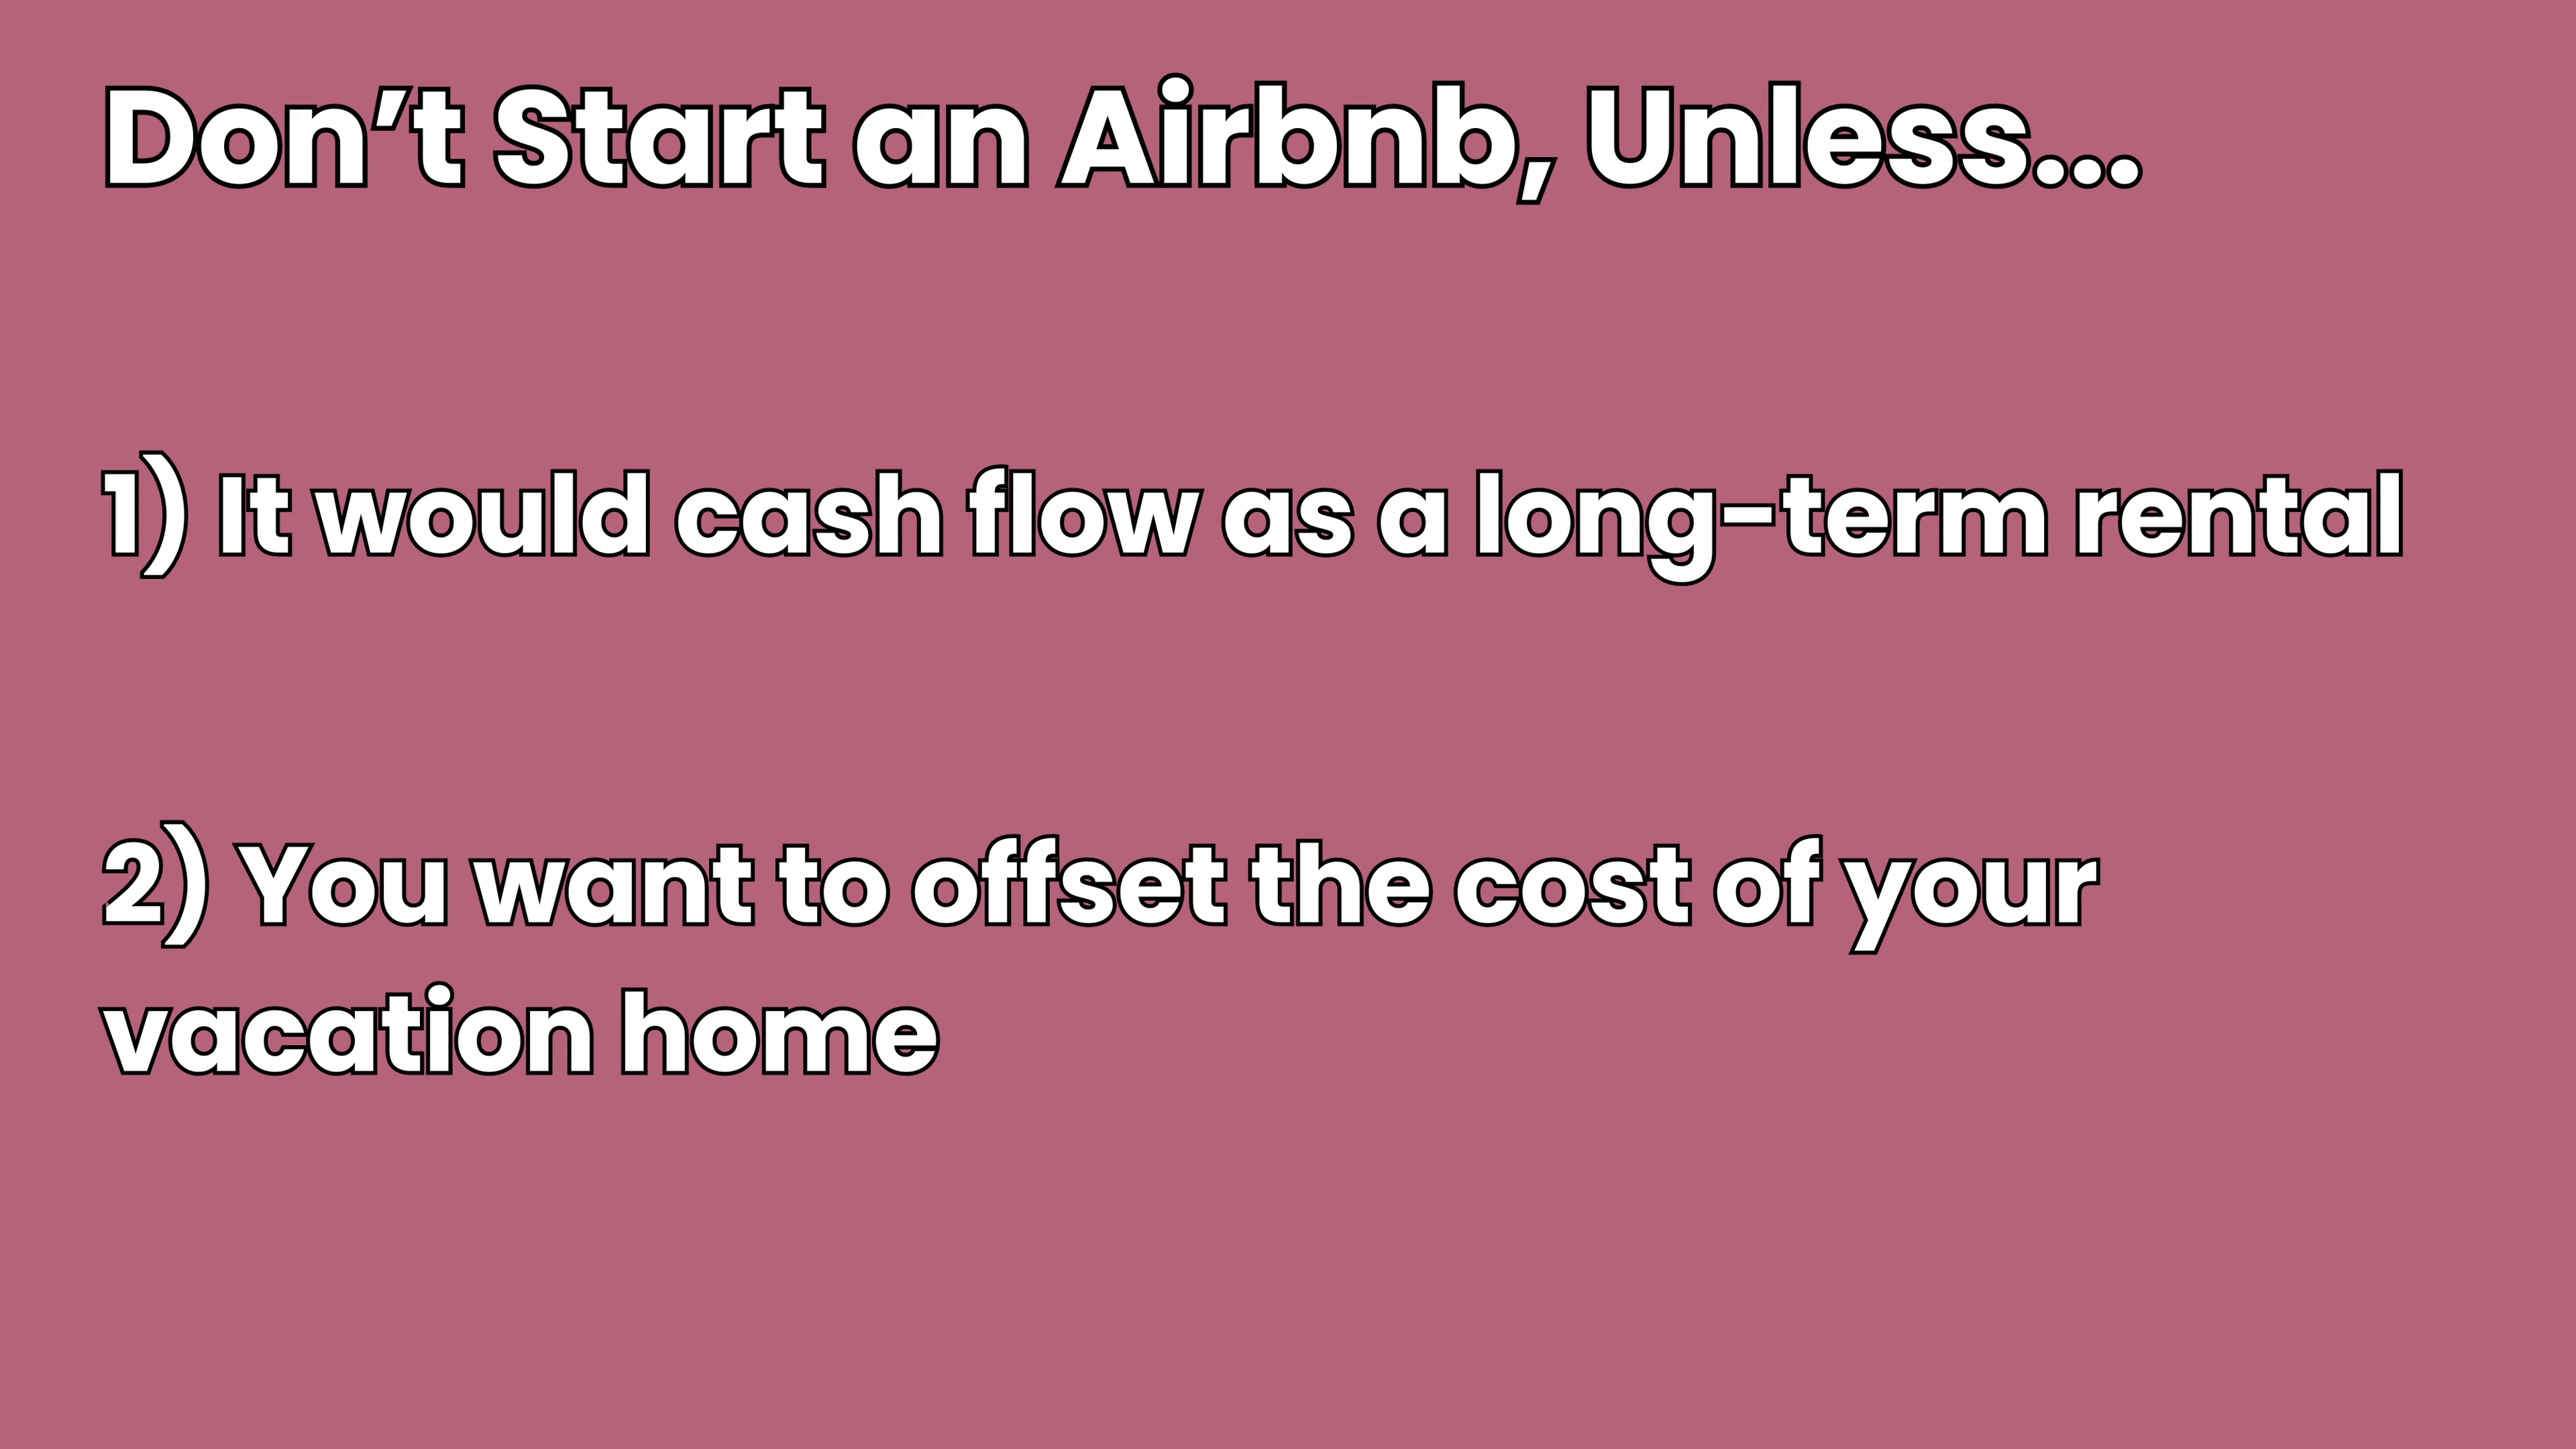 Don’t Start an Airbnb, Unless...
1) It would cash flow as a long-term rental
2) You want to offset the cost of your
vacation home